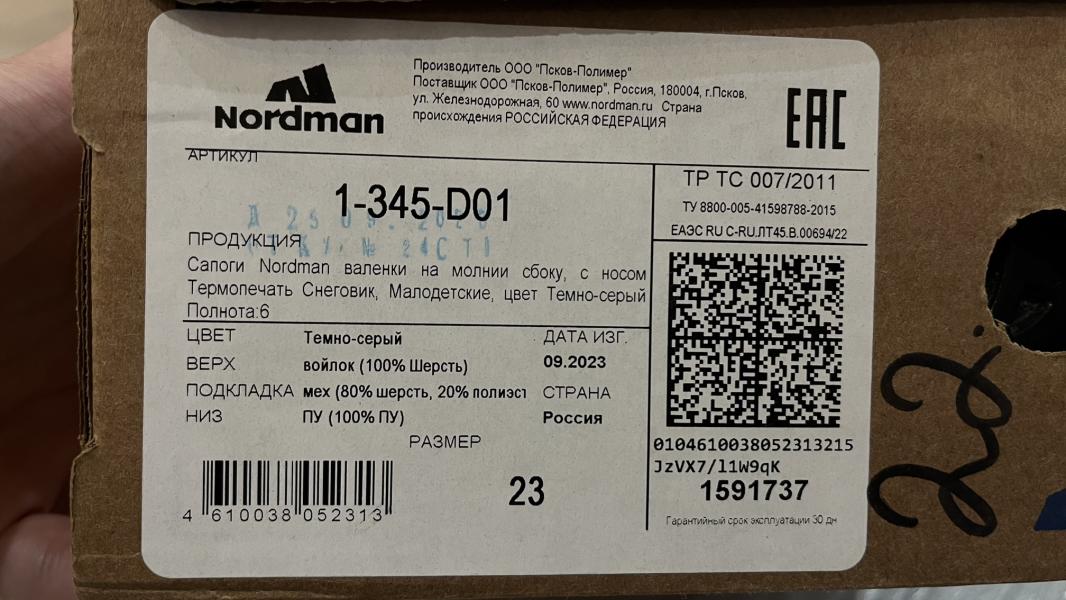 Nordman
Производитель ООО "Псков-Полимер"
Поставщик ООО "Псков-Полимер", Россия, 180004, г.Псков,
ул. Железнодорожная, 60 www.nordman.ru Страна
происхождения РОССИЙСКАЯ ФЕДЕРАЦИЯ
EAC
АРТИКУЛ
1-345-D01
ТР ТС 007/2011
ТУ 8800-005-41598788-2015
ЕАЭС RU С-RU.ЛТ45.В.00694/22
ПРОДУКЦИЯ
Сапоги Nordman валенки на молнии сбоку, с носом
Термопечать Снеговик, Малодетские, цвет Темно-серый
Полнота:6
ЦВЕТ Темно-серый
ВЕРХ войлок (100% Шерсть)
ПОДКЛАДКА мех (80% шерсть, 20% полиэст
НИЗ ПУ (100% ПУ)
ДАТА ИЗГ.
09.2023
СТРАНА
Россия
РАЗМЕР
23
4 610038 052313
0104610038052313215
JzVX7/l1W9qK
1591737
Гарантийный срок эксплуатации 30 дн